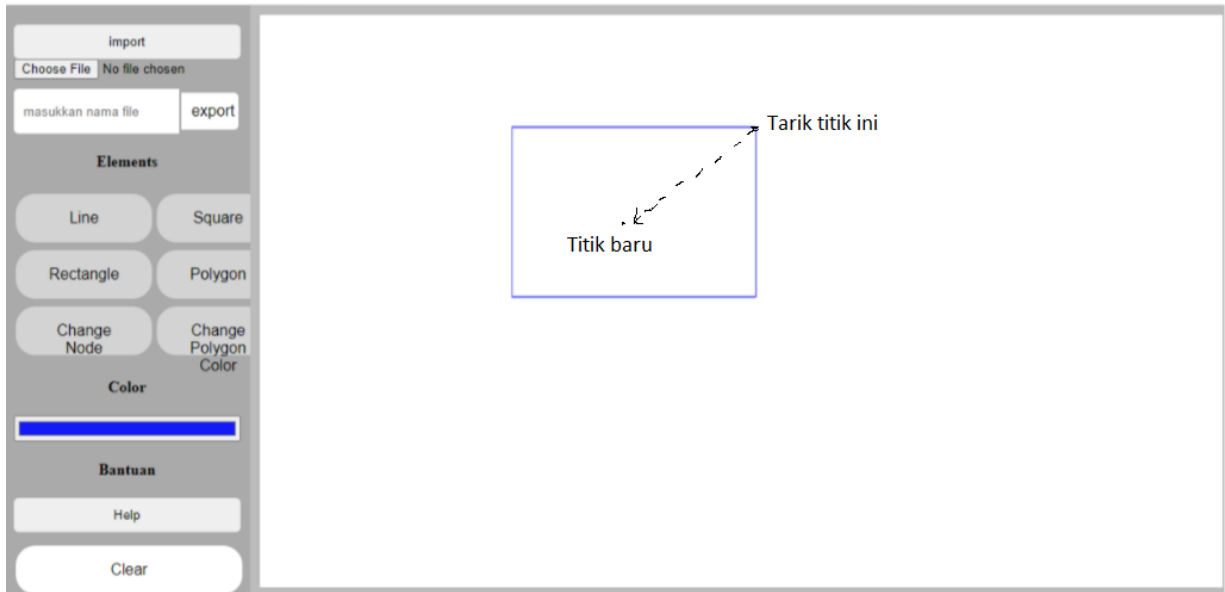 import
Choose File No file chosen
masukkan nama file export
Elements
Line Square
Rectangle Polygon
Change
Node
Change
Polygon
Color
Color
Bantuan
Help
Clear
Tarik titik ini
Titik baru